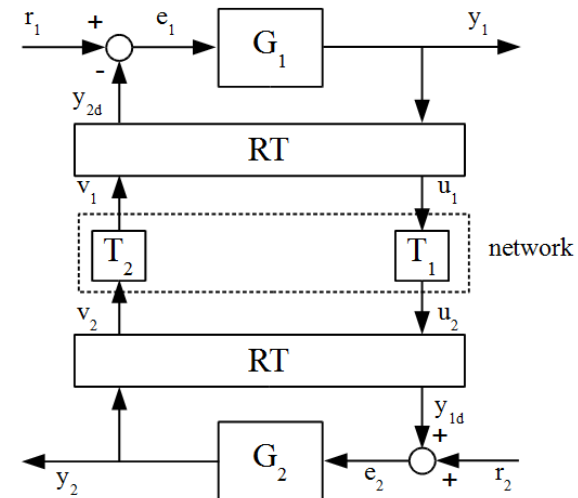 r₁ + e₁ G₁ y₁
-
y₂d
RT
v₁ u₁
T₂ T₁ network
v₂ u₂
RT
y₁d
+
y₂ G₂ e₂ + r₂